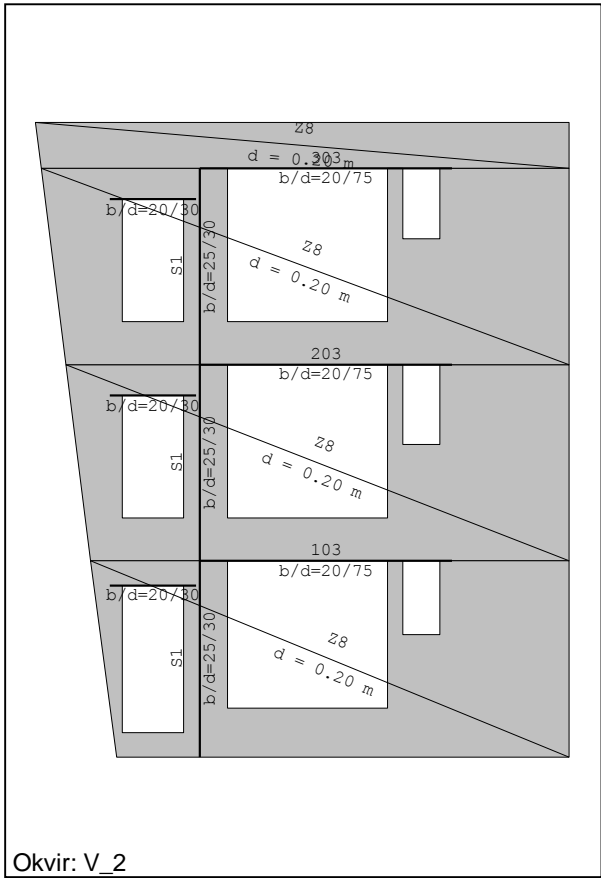 Z8
d = 0.20 m
303
b/d=20/75
b/d=20/30
S1
b/d=25/30
Z8
d = 0.20 m
203
b/d=20/75
b/d=20/30
S1
b/d=25/30
Z8
d = 0.20 m
103
b/d=20/75
b/d=20/30
S1
b/d=25/30
Z8
d = 0.20 m
Okvir: V_2